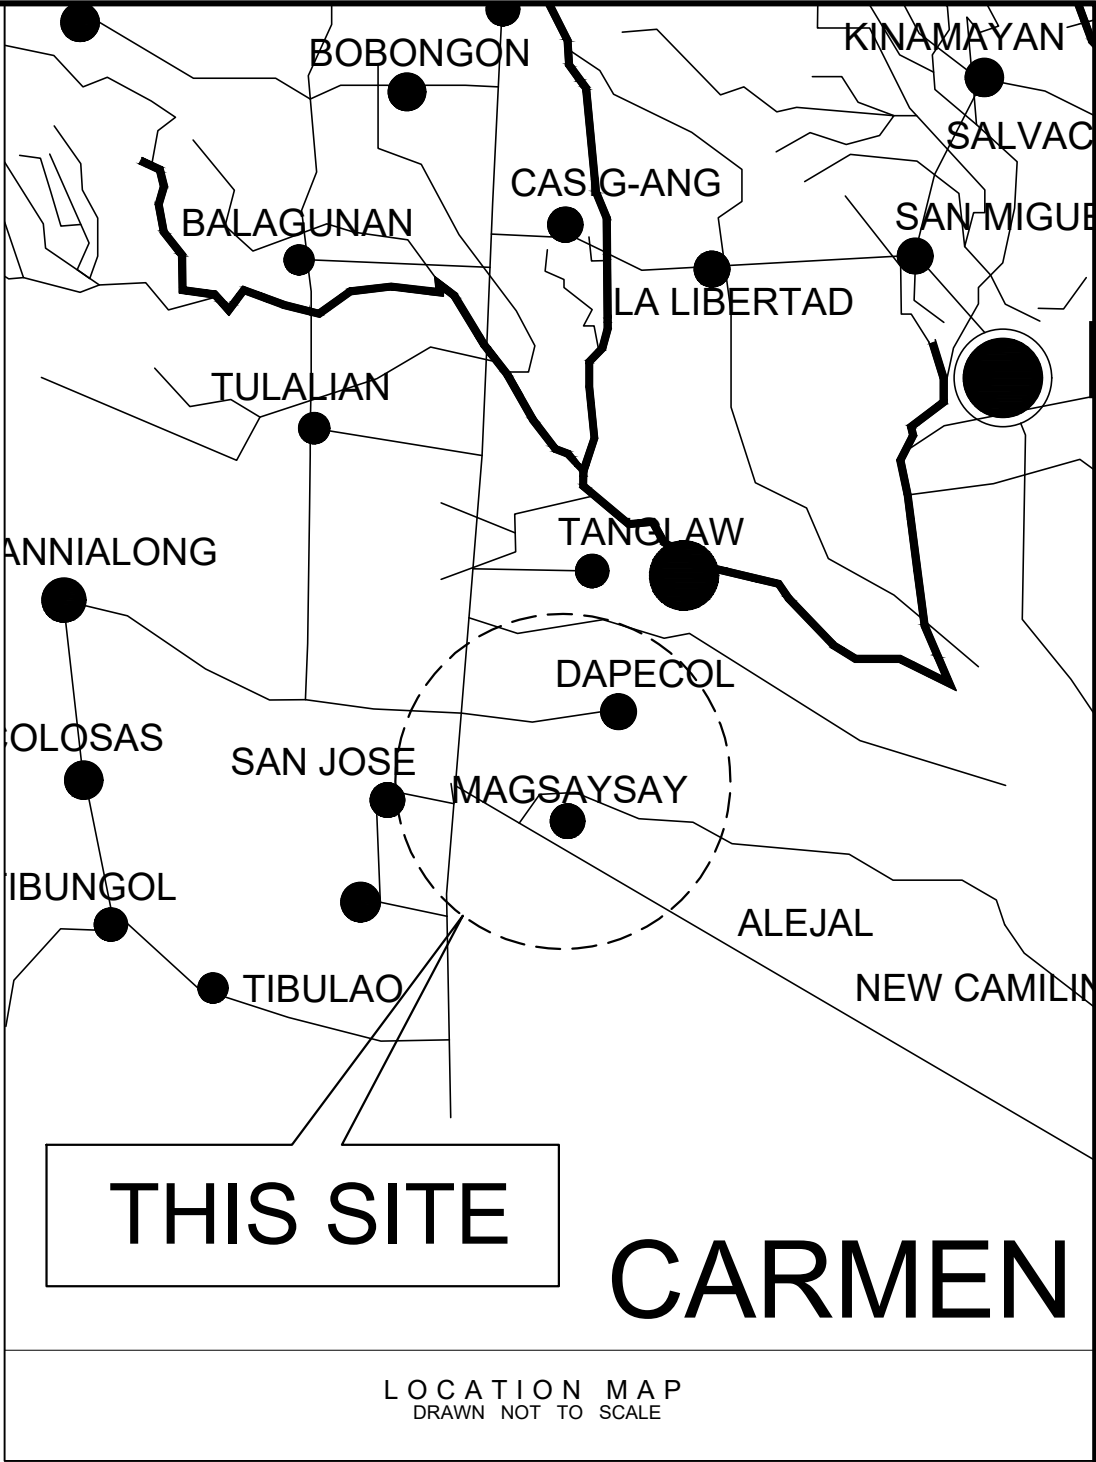 KINAMAYAN
BOBONGON
SALVAC
CASIG-ANG
SAN MIGUE
BALAGUNAN
LA LIBERTAD
TULALIAN
TANGLAW
ANNIALONG
DAPECOL
OLOSAS
SAN JOSE
MAGSAYSAY
IBUNGOL
ALEJAL
TIBULAO
NEW CAMILIN
THIS SITE
CARMEN
LOCATION MAP
DRAWN NOT TO SCALE